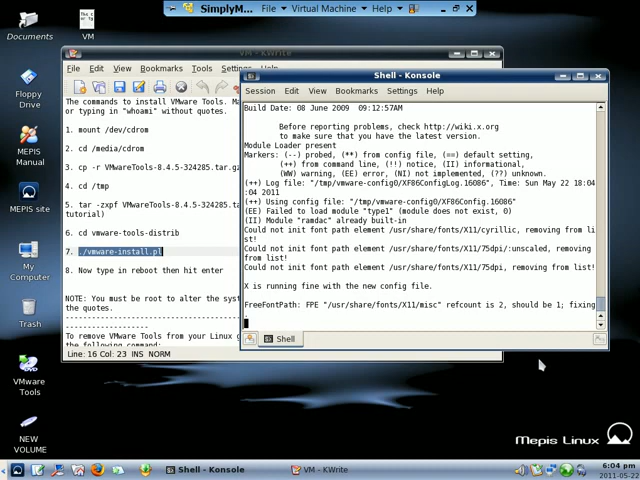 SimplyM... File Virtual Machine Help
Documents
VM
Floppy
Drive
MEPIS
Manual
MEPIS site
My
Computer
Trash
VMware
Tools
NEW
VOLUME
VM - KWrite
File Edit View Bookmarks Tools Settings Help
The commands to install VMware Tools. Ma
or typing in "whoami" without quotes.
1. mount /dev/cdrom
2. cd /media/cdrom
3. cp -r VMwareTools-8.4.5-324285.tar.gz
4. cd /tmp
5. tar -zxpf VMwareTools-8.4.5-324285.
tutorial)
6. cd vmware-tools-distrib
7. ./vmware-install.pl
8. Now type in reboot then hit enter
NOTE: You must be root to alter the sys
the quotes.
To remove VMware Tools from your Linux g
the following command:
Line: 16 Col: 23 INS NORM
Shell - Konsole
Session Edit View Bookmarks Settings Help
Build Date: 08 June 2009 09:12:57AM
Before reporting problems, check http://wiki.x.org
to make sure that you have the latest version.
Module Loader present
Markers: (--) probed, (**) from config file, (==) default setting,
(++) from command line, (!!) notice, (II) informational,
(WW) warning, (EE) error, (NI) not implemented, (??) unknown.
(++) Log file: "/tmp/vmware-config0/XF86ConfigLog.16086", Time: Sun May 22 18:04
:04 2011
(++) Using config file: "/tmp/vmware-config0/XF86Config.16086"
(EE) Failed to load module "type1" (module does not exist, 0)
(II) Module "ramdac" already built-in
Could not init font path element /usr/share/fonts/X11/cyrillic, removing from li
st!
Could not init font path element /usr/share/fonts/X11/75dpi/:unscaled, removing
from list!
Could not init font path element /usr/share/fonts/X11/75dpi, removing from list!
X is running fine with the new config file.
FreeFontPath: FPE "/usr/share/fonts/X11/misc" refcount is 2, should be 1; fixing
.
Shell
Mepis Linux
Shell - Konsole
VM - KWrite
6:04 pm
2011-05-22